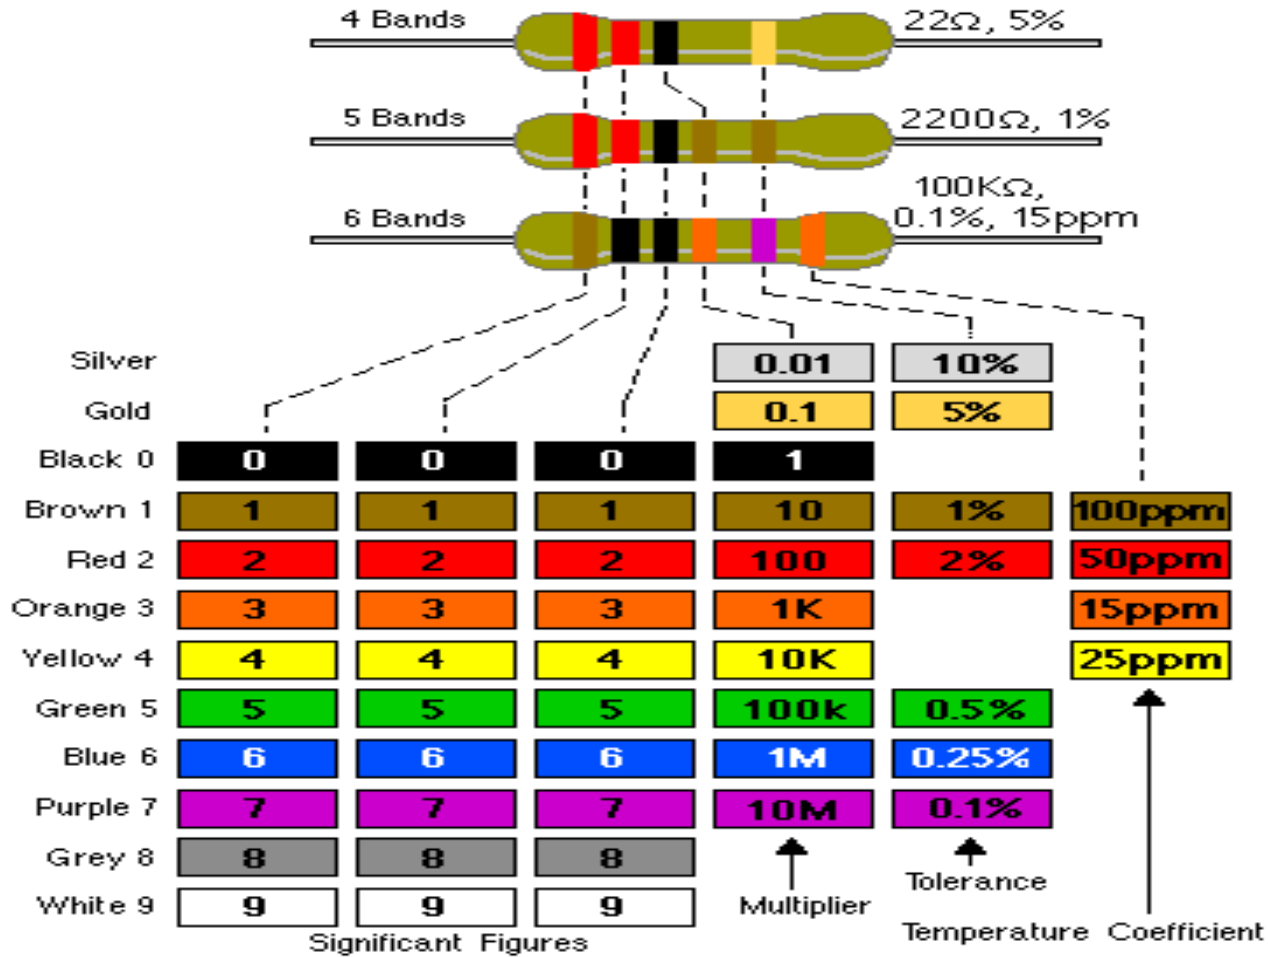 4 Bands
22Ω, 5%
5 Bands
2200Ω, 1%
6 Bands
100KΩ,
0.1%, 15ppm
Silver 0.01 10%
Gold 0.1 5%
Black 0 0 0 0 1
Brown 1 1 1 1 10 1% 100ppm
Red 2 2 2 2 100 2% 50ppm
Orange 3 3 3 3 1K 15ppm
Yellow 4 4 4 4 10K 25ppm
Green 5 5 5 5 100k 0.5%
Blue 6 6 6 6 1M 0.25%
Purple 7 7 7 7 10M 0.1%
Grey 8 8 8 8
White 9 9 9 9
Significant Figures
Multiplier
Tolerance
Temperature Coefficient